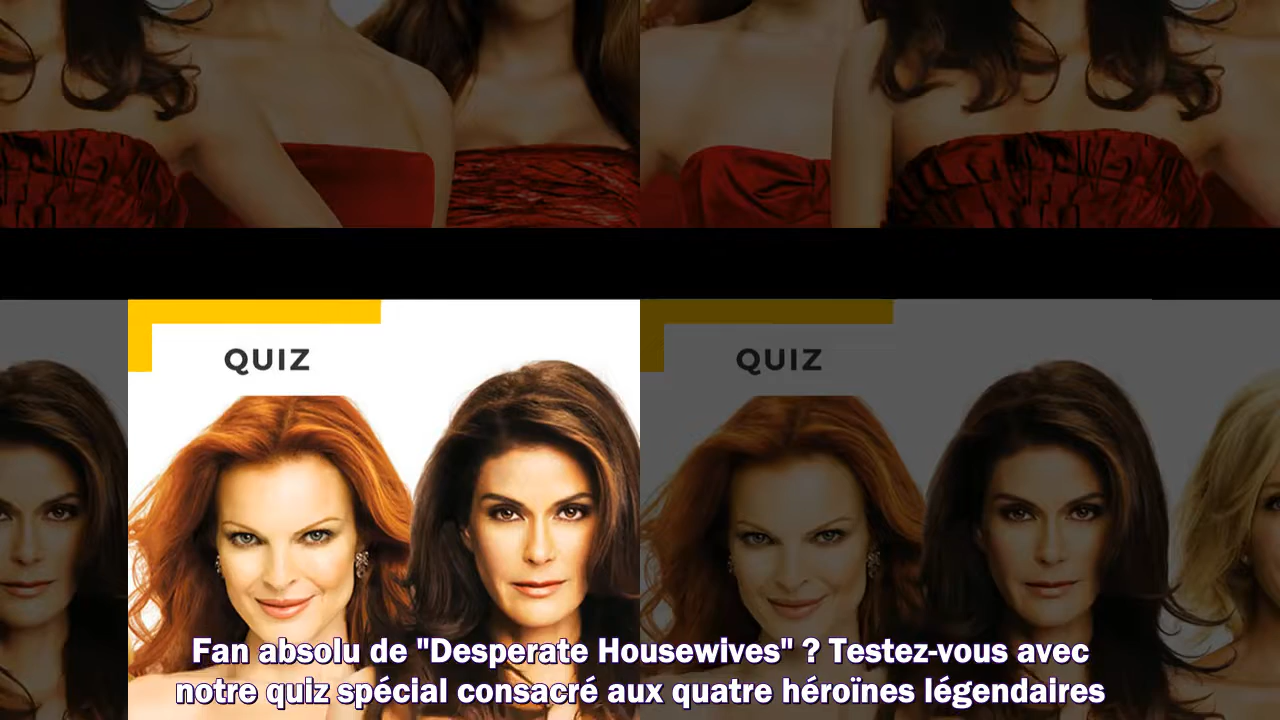 QUIZ
QUIZ
Fan absolu de "Desperate Housewives" ? Testez-vous avec
notre quiz spécial consacré aux quatre héroïnes légendaires